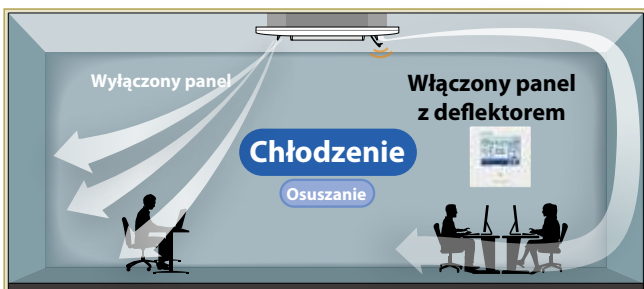 Wyłączony panel
Włączony panel
z deflektorem
Chłodzenie
Osuszanie